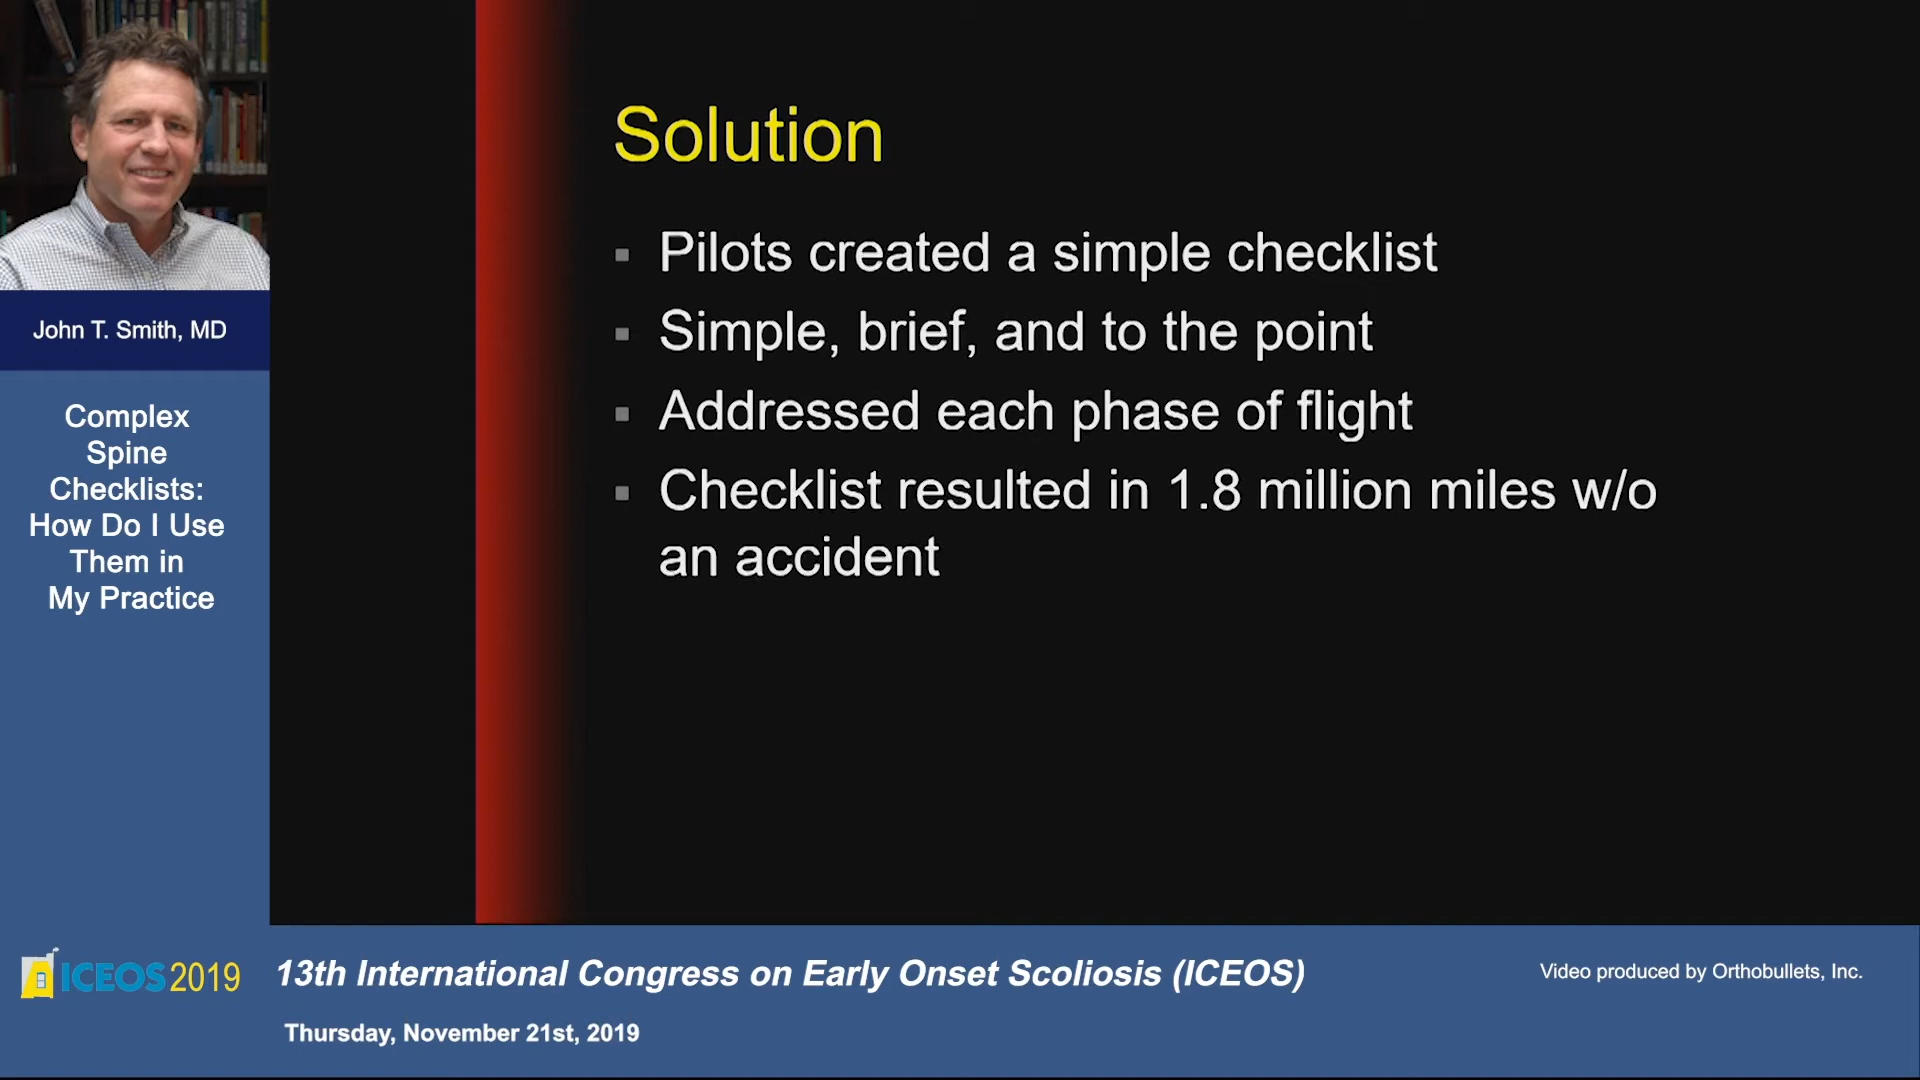 John T. Smith, MD
Complex
Spine
Checklists:
How Do I Use
Them in
My Practice
Solution
Pilots created a simple checklist
Simple, brief, and to the point
Addressed each phase of flight
Checklist resulted in 1.8 million miles w/o
an accident
ICEOS 2019
13th International Congress on Early Onset Scoliosis (ICEOS)
Thursday, November 21st, 2019
Video produced by Orthobullets, Inc.